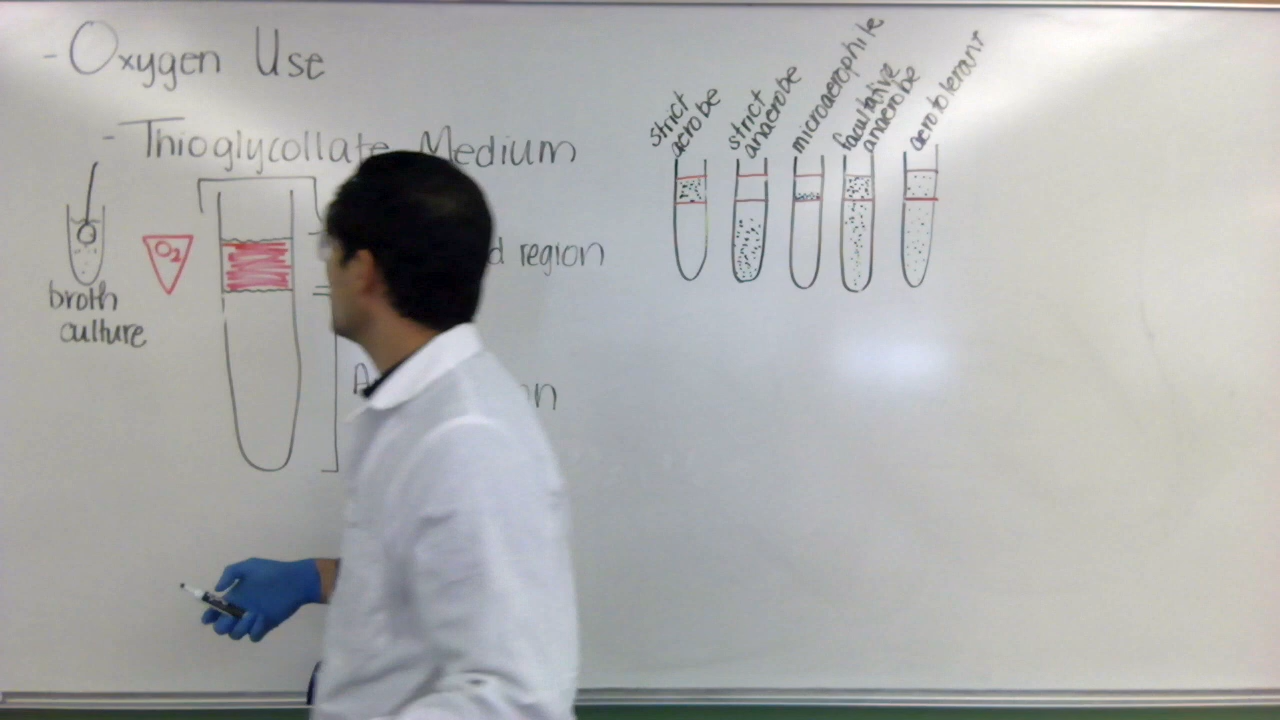 - Oxygen Use
- Thioglycollate Medium
O2
broth
culture
d region
A
n
strict
aerobe
strict
anaerobe
microaerophile
facultative
anaerobe
aerotolerant